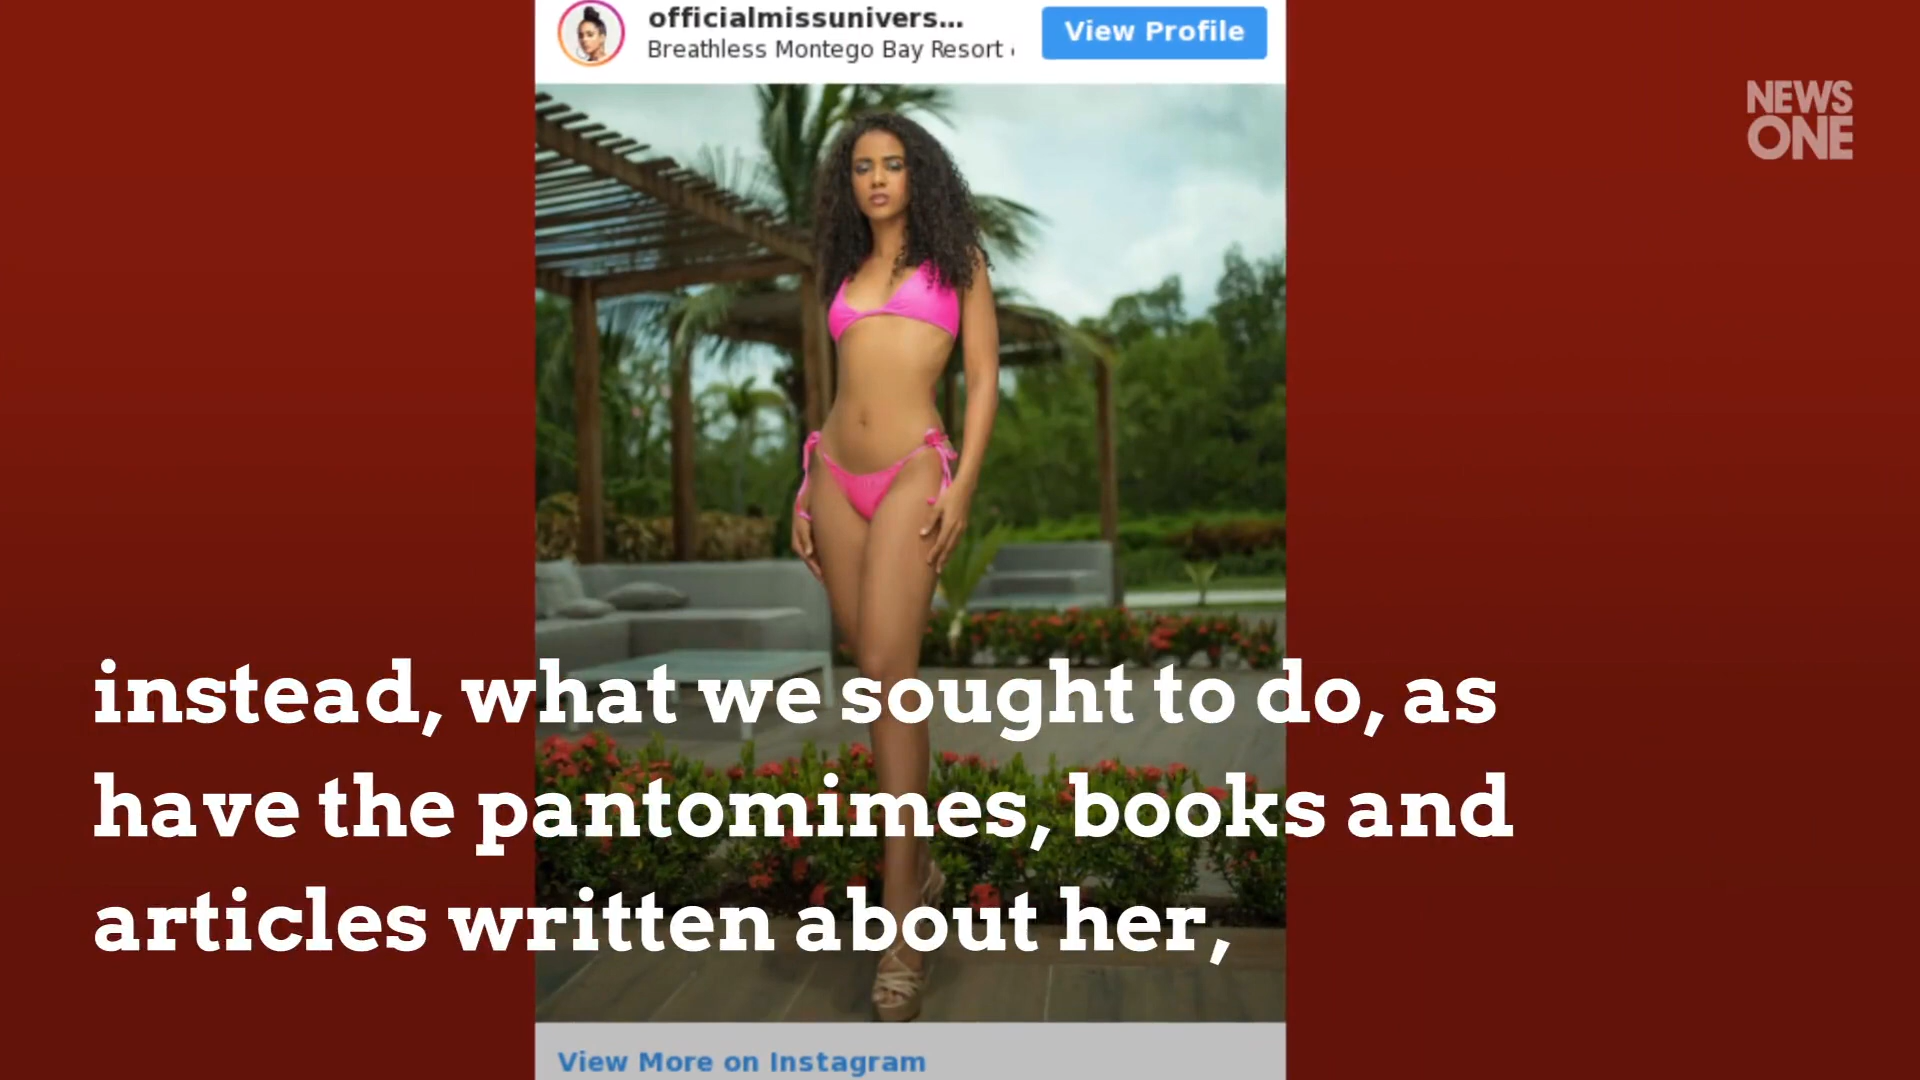 officialmissunivers...
Breathless Montego Bay Resort
View Profile
NEWS
ONE
instead, what we sought to do, as
have the pantomimes, books and
articles written about her,
View More on Instagram